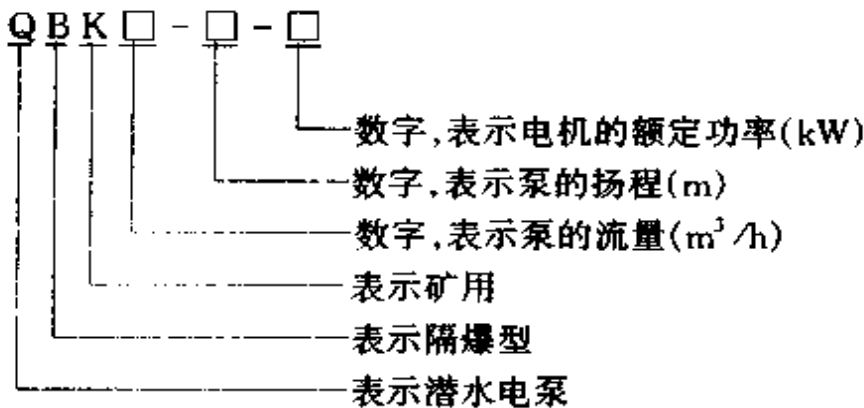 QBK□-□-□
数字,表示电机的额定功率(kW)
数字,表示泵的扬程(m)
数字,表示泵的流量(m³/h)
表示矿用
表示隔爆型
表示潜水电泵